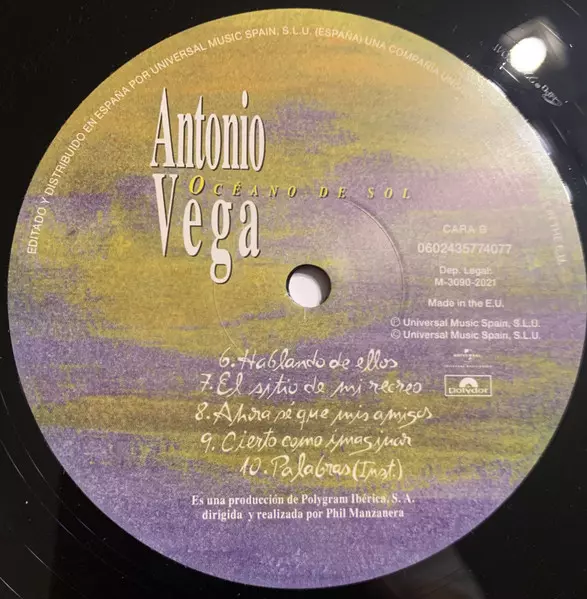 EDITADO Y DISTRIBUIDO EN ESPAÑA POR UNIVERSAL MUSIC SPAIN, S.L.U. (ESPAÑA) UNA COMPAÑIA
Antonio
OCÉANO DE SOL
Vega
CARA B
0602435774077
Dep. Legal:
M-3090-2021
Made in the E.U.
© Universal Music Spain, S.L.U.
© Universal Music Spain, S.L.U.
UNIVERSAL
Polydor
6. Hablando de ellos
7. El sitio de mi recreo
8. Ahora se que mis amigos
9. Cierto como imaginar
10. Palabras (Inst.)
Es una producción de Polygram Ibérica, S. A.
dirigida y realizada por Phil Manzanera